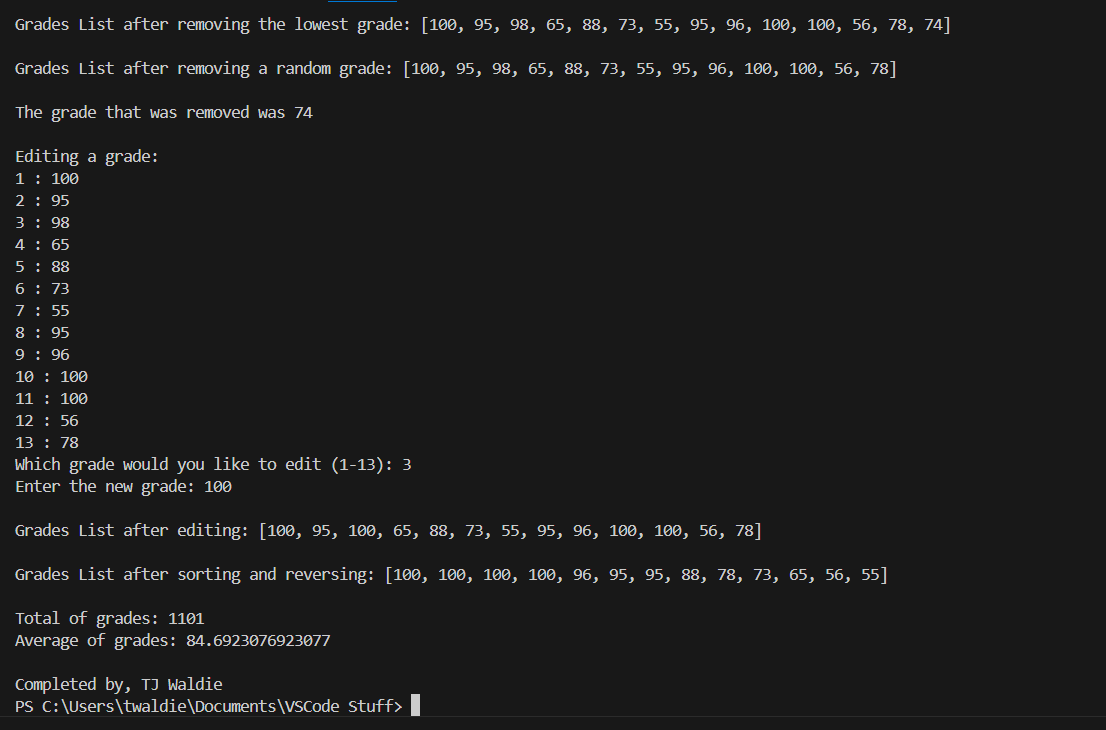 Grades List after removing the lowest grade: [100, 95, 98, 65, 88, 73, 55, 95, 96, 100, 100, 56, 78, 74]
Grades List after removing a random grade: [100, 95, 98, 65, 88, 73, 55, 95, 96, 100, 100, 56, 78]
The grade that was removed was 74
Editing a grade:
1 : 100
2 : 95
3 : 98
4 : 65
5 : 88
6 : 73
7 : 55
8 : 95
9 : 96
10 : 100
11 : 100
12 : 56
13 : 78
Which grade would you like to edit (1-13): 3
Enter the new grade: 100
Grades List after editing: [100, 95, 100, 65, 88, 73, 55, 95, 96, 100, 100, 56, 78]
Grades List after sorting and reversing: [100, 100, 100, 100, 96, 95, 95, 88, 78, 73, 65, 56, 55]
Total of grades: 1101
Average of grades: 84.6923076923077
Completed by, TJ Waldie
PS C:\Users\twaldie\Documents\VSCode Stuff>